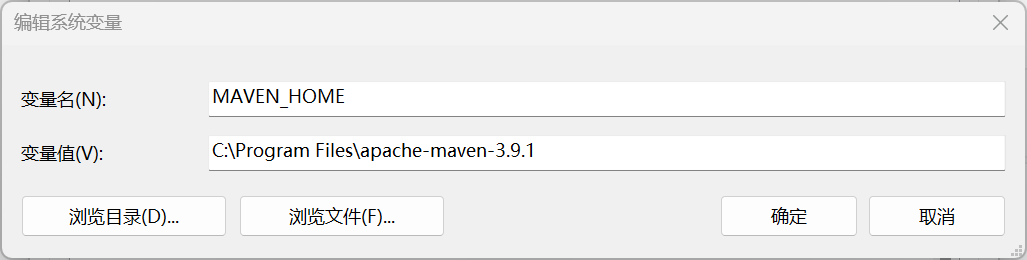 编辑系统变量
变量名(N):
MAVEN_HOME
变量值(V):
C:\Program Files\apache-maven-3.9.1
浏览目录(D)...
浏览文件(F)...
确定
取消